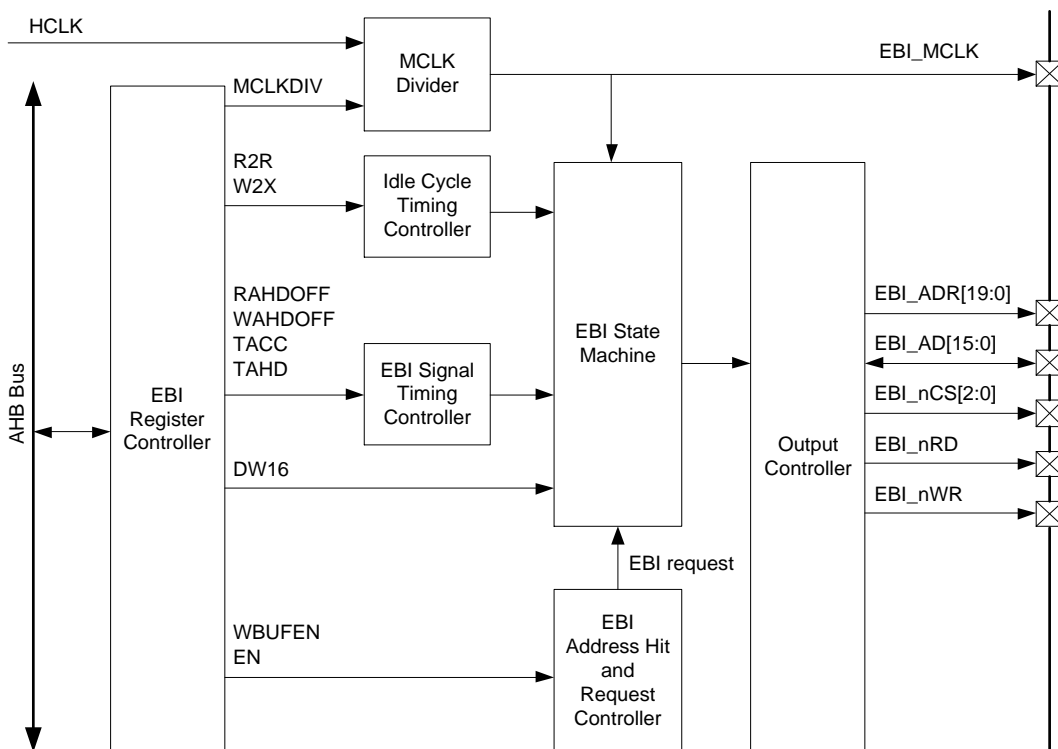 HCLK
MCLK
Divider
EBI_MCLK
MCLKDIV
R2R
W2X
Idle Cycle
Timing
Controller
RAHDOFF
WAHDOFF
TACC
TAHD
EBI Signal
Timing
Controller
EBI State
Machine
EBI_ADR[19:0]
EBI_AD[15:0]
EBI_nCS[2:0]
EBI_nRD
EBI_nWR
AHB Bus
EBI
Register
Controller
Output
Controller
DW16
EBI request
WBUFEN
EN
EBI
Address Hit
and
Request
Controller